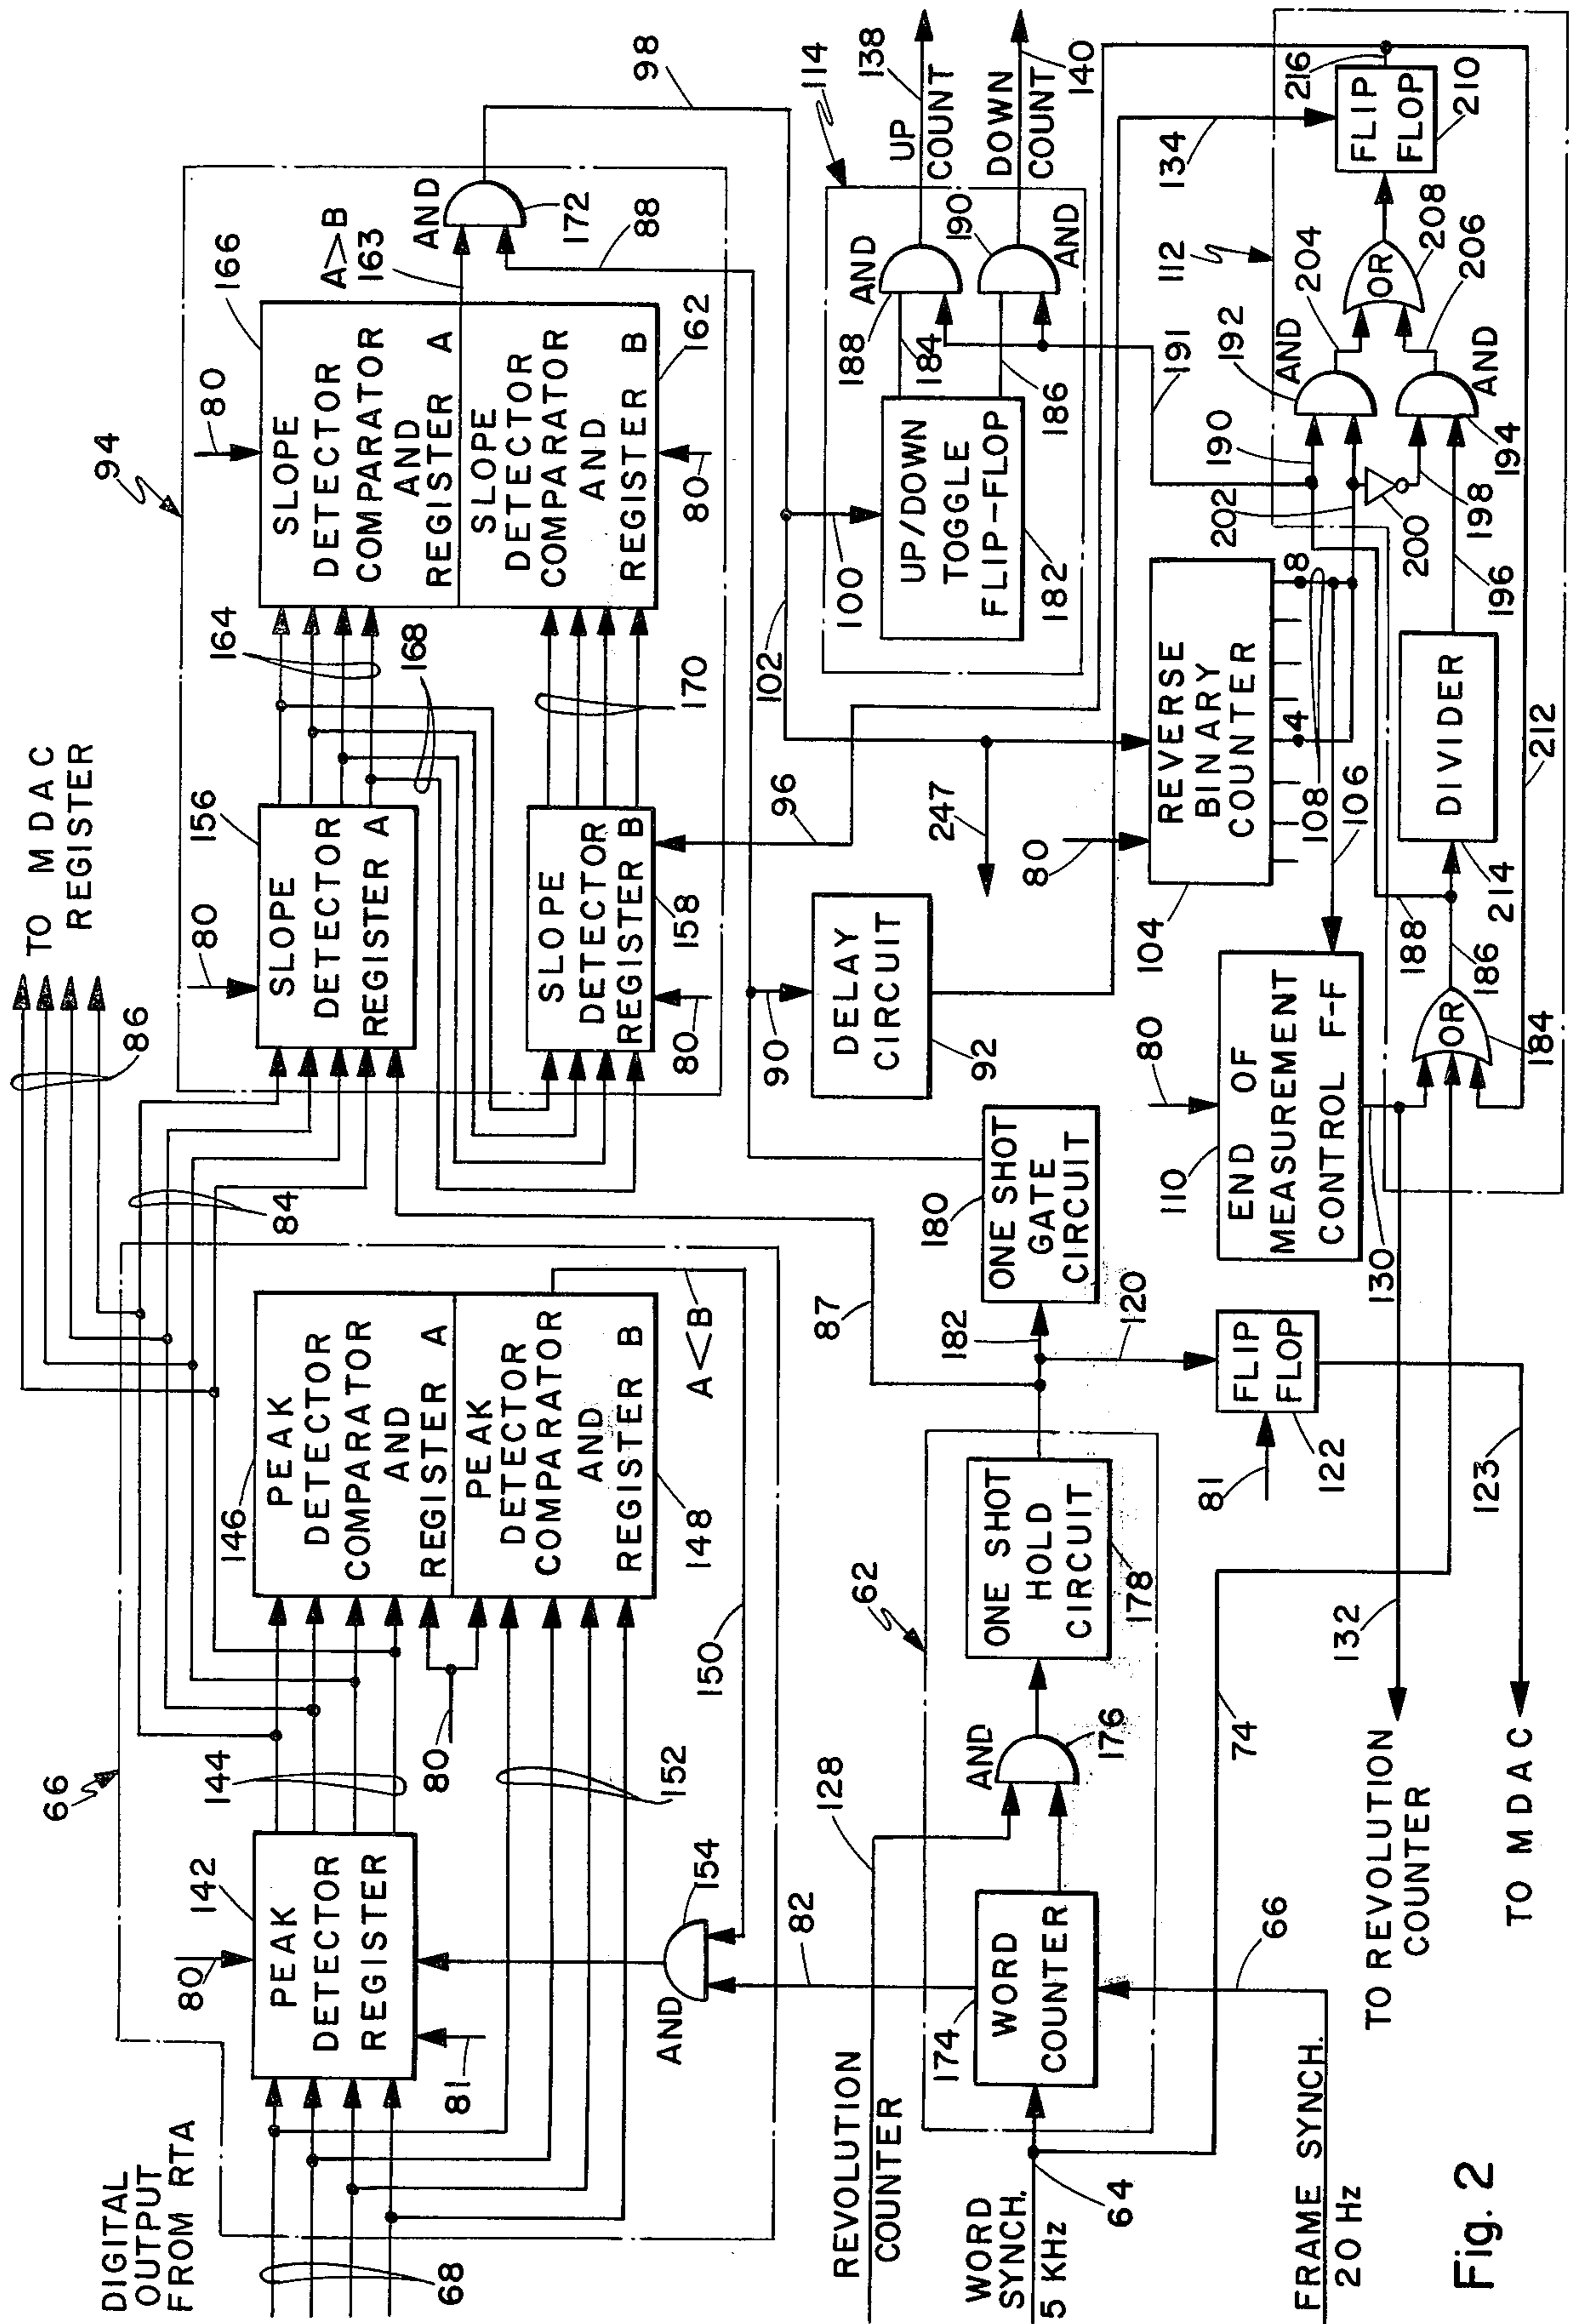 DIGITAL
OUTPUT
FROM RTA
68
66
142
80
PEAK
DETECTOR
REGISTER
81
144
146
PEAK
DETECTOR
COMPARATOR
AND
REGISTER A
PEAK
DETECTOR
COMPARATOR
AND
REGISTER B
148
80
152
150
A<B
154
AND
82
84
86
TO MDAC
REGISTER
94
80
156
SLOPE
DETECTOR
REGISTER A
SLOPE
DETECTOR
REGISTER B
158
80
164
168
170
80
166
SLOPE
DETECTOR
COMPARATOR
AND
REGISTER A
SLOPE
DETECTOR
COMPARATOR
AND
REGISTER B
162
80
A>B
163
AND
172
88
98
REVOLUTION
COUNTER
128
WORD
SYNCH.
5 KHz
64
FRAME SYNCH.
20 Hz
66
62
174
WORD
COUNTER
AND
176
ONE SHOT
HOLD
CIRCUIT
178
74
87
182
120
180
ONE SHOT
GATE
CIRCUIT
81
FLIP
FLOP
122
123
132
130
TO REVOLUTION
COUNTER
TO MDAC
90
DELAY
CIRCUIT
92
96
102
247
100
114
UP/DOWN
TOGGLE
FLIP-FLOP
182
184
186
188
AND
190
AND
UP
COUNT
138
DOWN
COUNT
140
191
134
80
REVERSE
BINARY
COUNTER
104
4
8
108
106
80
110
END OF
MEASUREMENT
CONTROL F-F
112
OR
184
186
188
DIVIDER
214
212
196
198
200
202
190
192
AND
194
AND
204
206
OR
208
FLIP
FLOP
210
216
Fig. 2